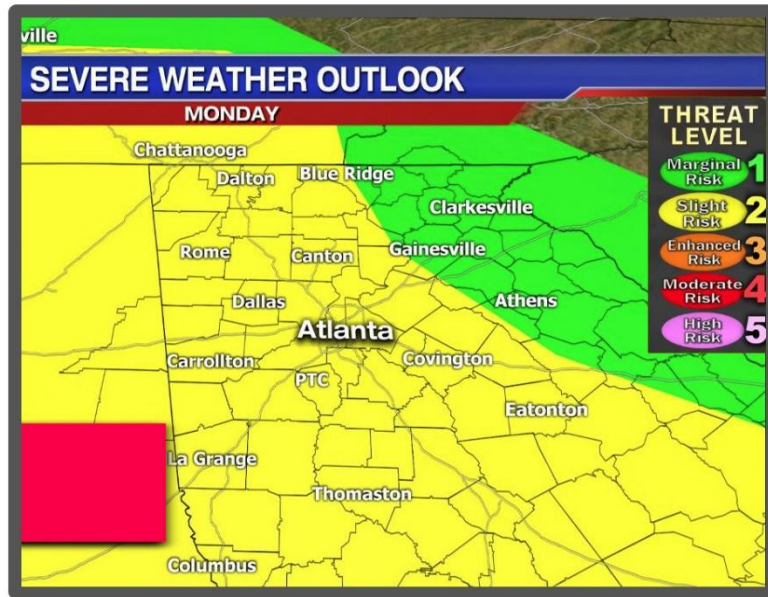 ville
SEVERE WEATHER OUTLOOK
MONDAY
THREAT
LEVEL
Marginal
Risk 1
Slight
Risk 2
Enhanced
Risk 3
Moderate
Risk 4
High
Risk 5
Chattanooga
Dalton
Blue Ridge
Clarkesville
Rome
Canton
Gainesville
Dallas
Athens
Atlanta
Carrollton
Covington
PTC
Eatonton
La Grange
Thomaston
Columbus